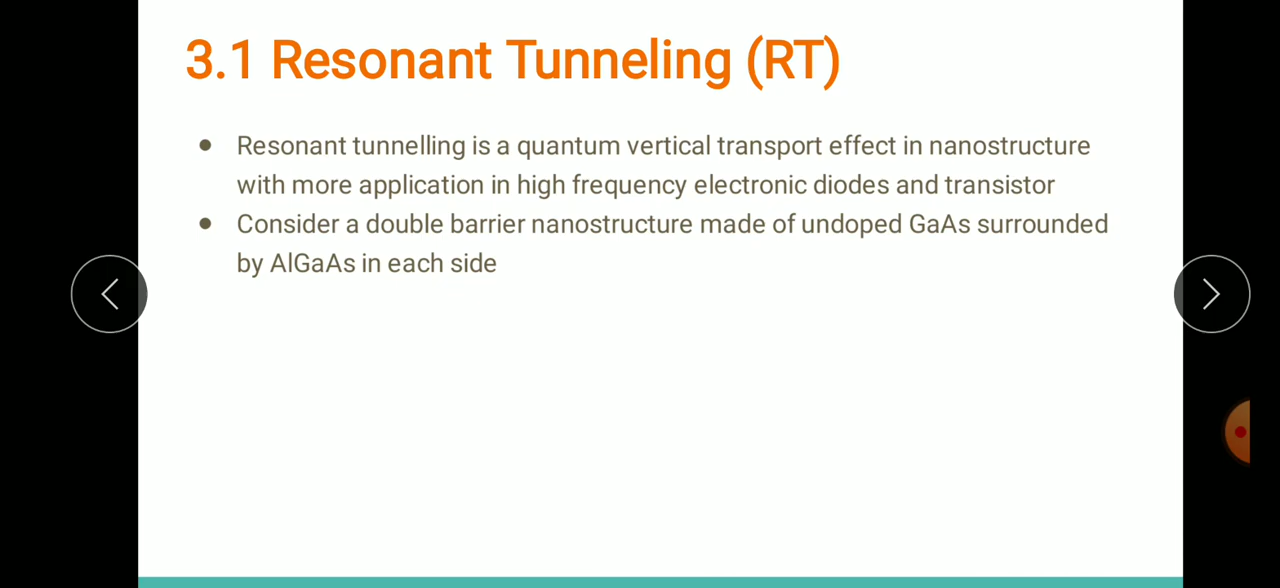 3.1 Resonant Tunneling (RT)
● Resonant tunnelling is a quantum vertical transport effect in nanostructure
with more application in high frequency electronic diodes and transistor
● Consider a double barrier nanostructure made of undoped GaAs surrounded
by AlGaAs in each side